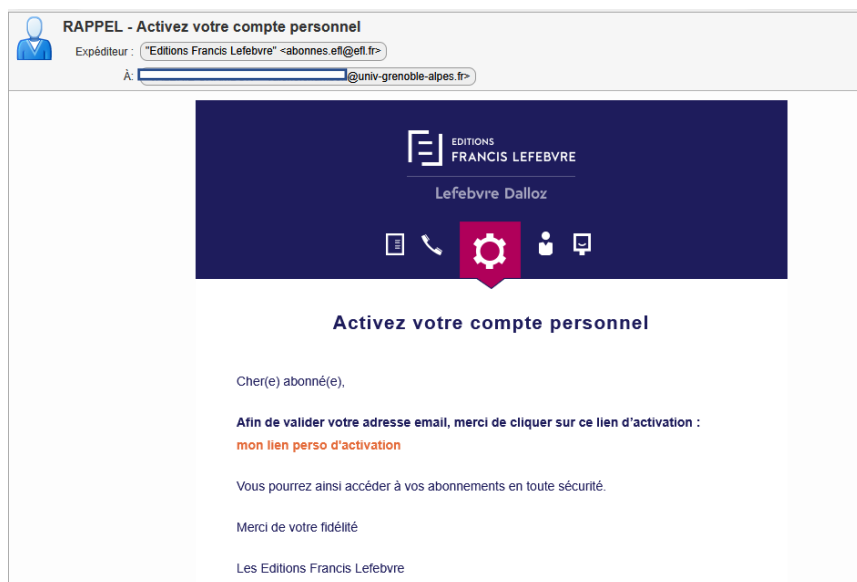 RAPPEL - Activez votre compte personnel
Expéditeur : "Editions Francis Lefebvre" <abonnes.efl@efl.fr>
À: @univ-grenoble-alpes.fr>
EDITIONS
FRANCIS LEFEBVRE
Lefebvre Dalloz
Activez votre compte personnel
Cher(e) abonné(e),
Afin de valider votre adresse email, merci de cliquer sur ce lien d'activation :
mon lien perso d'activation
Vous pourrez ainsi accéder à vos abonnements en toute sécurité.
Merci de votre fidélité
Les Editions Francis Lefebvre